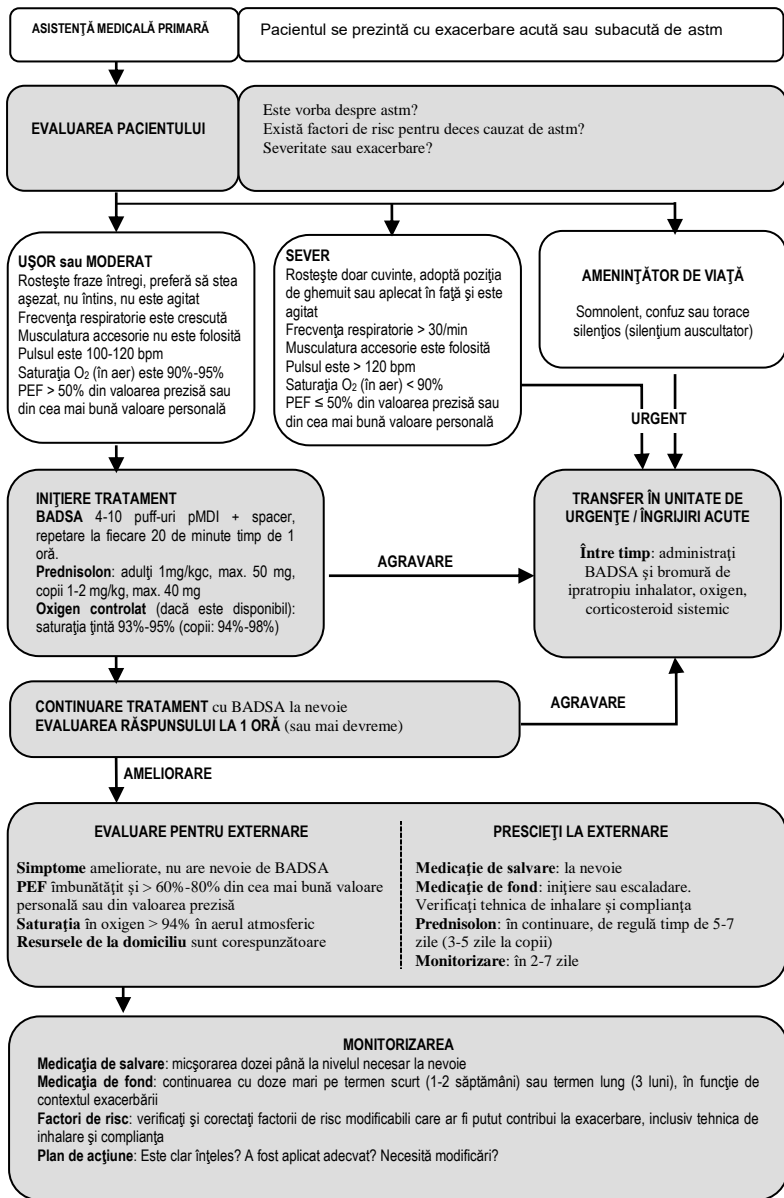 ASISTENŢĂ MEDICALĂ PRIMARĂ
Pacientul se prezintă cu exacerbare acută sau subacută de astm
EVALUAREA PACIENTULUI
Este vorba despre astm?
Există factori de risc pentru deces cauzat de astm?
Severitate sau exacerbare?
UŞOR sau MODERAT
Rosteşte fraze întregi, preferă să stea
aşezat, nu întins, nu este agitat
Frecvenţa respiratorie este crescută
Musculatura accesorie nu este folosită
Pulsul este 100-120 bpm
Saturaţia O₂ (în aer) este 90%-95%
PEF > 50% din valoarea prezisă sau
din cea mai bună valoare personală
SEVER
Rosteşte doar cuvinte, adoptă poziţia
de ghemuit sau aplecat în faţă şi este
agitat
Frecvenţa respiratorie > 30/min
Musculatura accesorie este folosită
Pulsul este > 120 bpm
Saturaţia O₂ (în aer) < 90%
PEF ≤ 50% din valoarea prezisă sau
din cea mai bună valoare personală
AMENINŢĂTOR DE VIAŢĂ
Somnolent, confuz sau torace
silenţios (silenţium auscultator)
URGENT
INIŢIERE TRATAMENT
BADSA 4-10 puff-uri pMDI + spacer,
repetare la fiecare 20 de minute timp de 1
oră.
Prednisolon: adulţi 1mg/kgc, max. 50 mg,
copii 1-2 mg/kg, max. 40 mg
Oxigen controlat (dacă este disponibil):
saturaţia ţintă 93%-95% (copii: 94%-98%)
AGRAVARE
TRANSFER ÎN UNITATE DE
URGENŢE / ÎNGRIJIRI ACUTE
Între timp: administraţi
BADSA şi bromură de
ipratropiu inhalator, oxigen,
corticosteroid sistemic
CONTINUARE TRATAMENT cu BADSA la nevoie
EVALUAREA RĂSPUNSULUI LA 1 ORĂ (sau mai devreme)
AGRAVARE
AMELIORARE
EVALUARE PENTRU EXTERNARE
Simptome ameliorate, nu are nevoie de BADSA
PEF îmbunătăţit şi > 60%-80% din cea mai bună valoare
personală sau din valoarea prezisă
Saturaţia în oxigen > 94% în aerul atmosferic
Resursele de la domiciliu sunt corespunzătoare
PRESCIEŢI LA EXTERNARE
Medicaţie de salvare: la nevoie
Medicaţie de fond: iniţiere sau escaladare.
Verificaţi tehnica de inhalare şi complianţa
Prednisolon: în continuare, de regulă timp de 5-7
zile (3-5 zile la copii)
Monitorizare: în 2-7 zile
MONITORIZAREA
Medicaţia de salvare: micşorarea dozei până la nivelul necesar la nevoie
Medicaţia de fond: continuarea cu doze mari pe termen scurt (1-2 săptămâni) sau termen lung (3 luni), în funcţie de
contextul exacerbării
Factori de risc: verificaţi şi corectaţi factorii de risc modificabili care ar fi putut contribui la exacerbare, inclusiv tehnica de
inhalare şi complianţa
Plan de acţiune: Este clar înţeles? A fost aplicat adecvat? Necesită modificări?